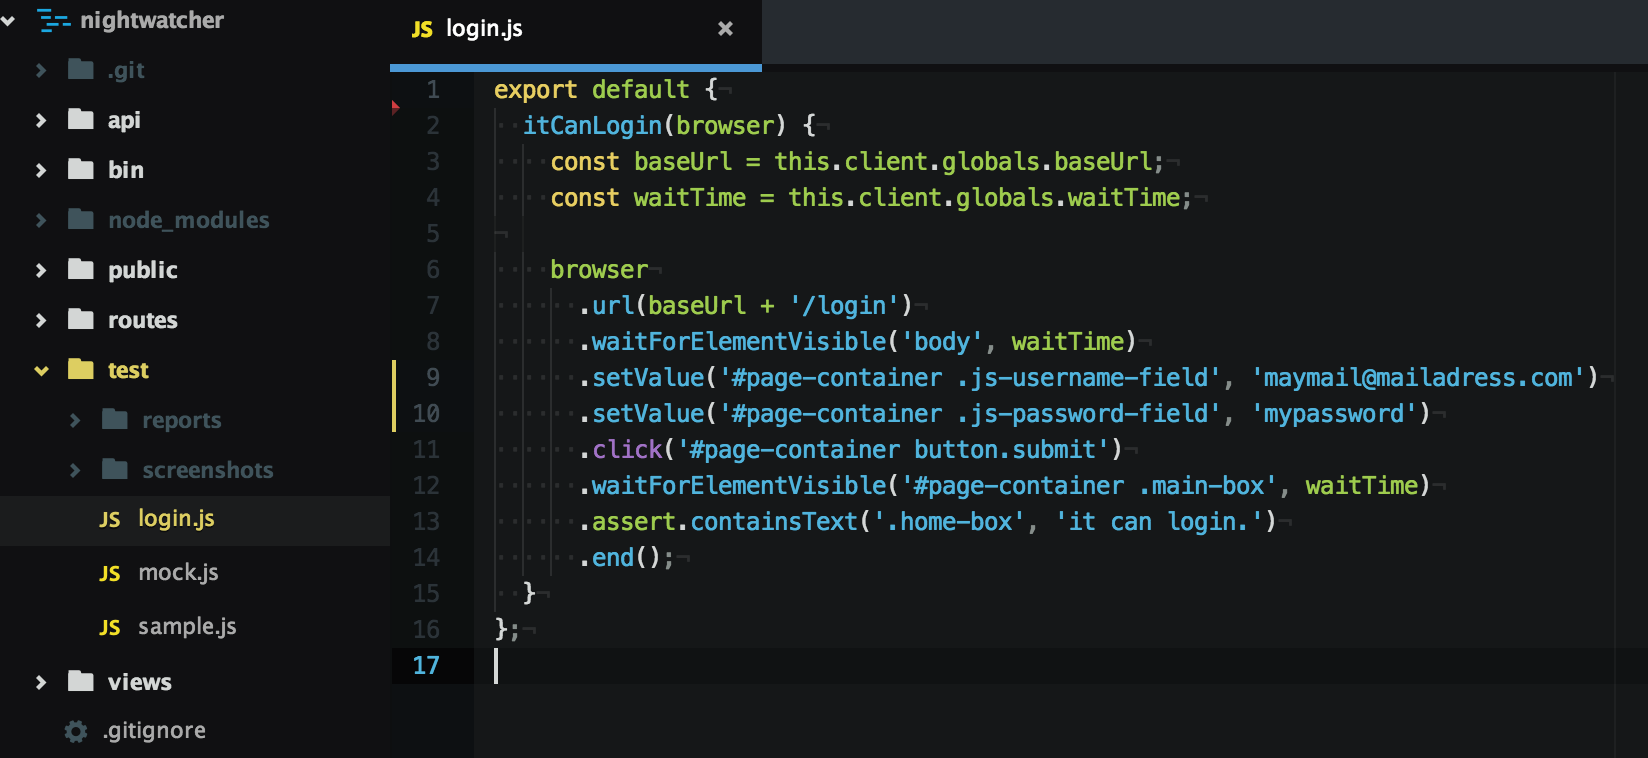 nightwatcher
.git
api
bin
node_modules
public
routes
test
reports
screenshots
JS login.js
JS mock.js
JS sample.js
views
.gitignore
JS login.js ×
1 export default {¬
2 ··itCanLogin(browser) {¬
3 ····const baseUrl = this.client.globals.baseUrl;¬
4 ····const waitTime = this.client.globals.waitTime;¬
5 ¬
6 ····browser¬
7 ······.url(baseUrl + '/login')¬
8 ······.waitForElementVisible('body', waitTime)¬
9 ······.setValue('#page-container .js-username-field', 'maymail@mailadress.com')¬
10 ······.setValue('#page-container .js-password-field', 'mypassword')¬
11 ······.click('#page-container button.submit')¬
12 ······.waitForElementVisible('#page-container .main-box', waitTime)¬
13 ······.assert.containsText('.home-box', 'it can login.')¬
14 ······.end();¬
15 ··}¬
16 };¬
17